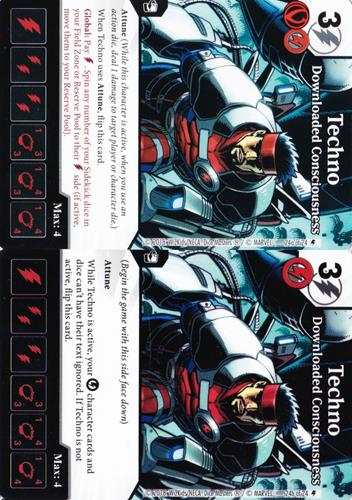 3
Techno
Downloaded Consciousness
Attune (While this character is active, when you use an
action die, deal 1 damage to target player or character die.)
When Techno uses Attune, flip this card.
Global: Pay . Spin any number of your Sidekick dice in
your Field Zone or Reserve Pool to their side (if active,
move them to your Reserve Pool).
Max: 4
3
Techno
Downloaded Consciousness
(Begin the game with this side face down)
Attune
While Techno is active, your character cards and
dice can't have their text ignored. If Techno is not
active, flip this card.
Max: 4